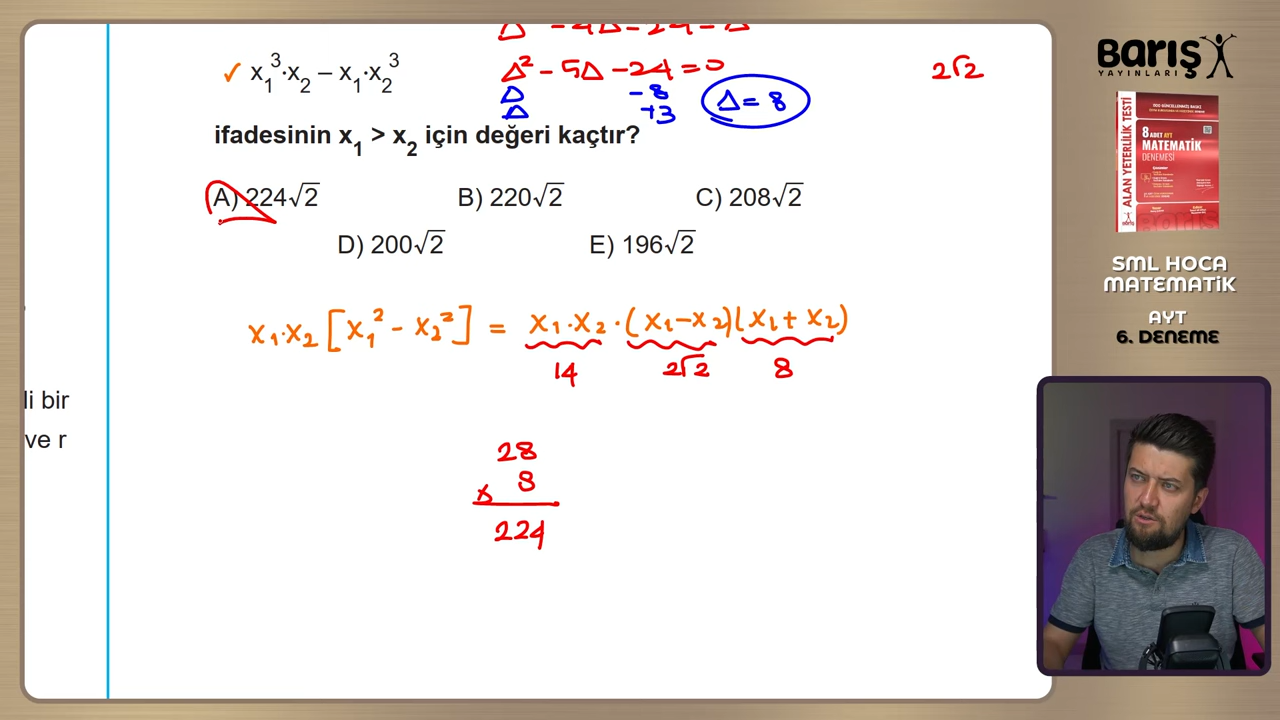 Δ² - 5Δ - 24 = 0
Δ -8
Δ +3
Δ = 8
2√2
✓ x₁³·x₂ – x₁·x₂³
ifadesinin x₁ > x₂ için değeri kaçtır?
A) 224√2 B) 220√2 C) 208√2
D) 200√2 E) 196√2
x₁·x₂ [x₁² - x₂²] = x₁·x₂·(x₁-x₂)(x₁+x₂)
14 2√2 8
28
x 8
224
li bir
ve r
BARIŞ
YAYINLARI
ALAN YETERLİLİK TESTİ
8 ADET AYT
MATEMATİK
DENEMESİ
BARIŞ
SML HOCA
MATEMATİK
AYT
6. DENEME